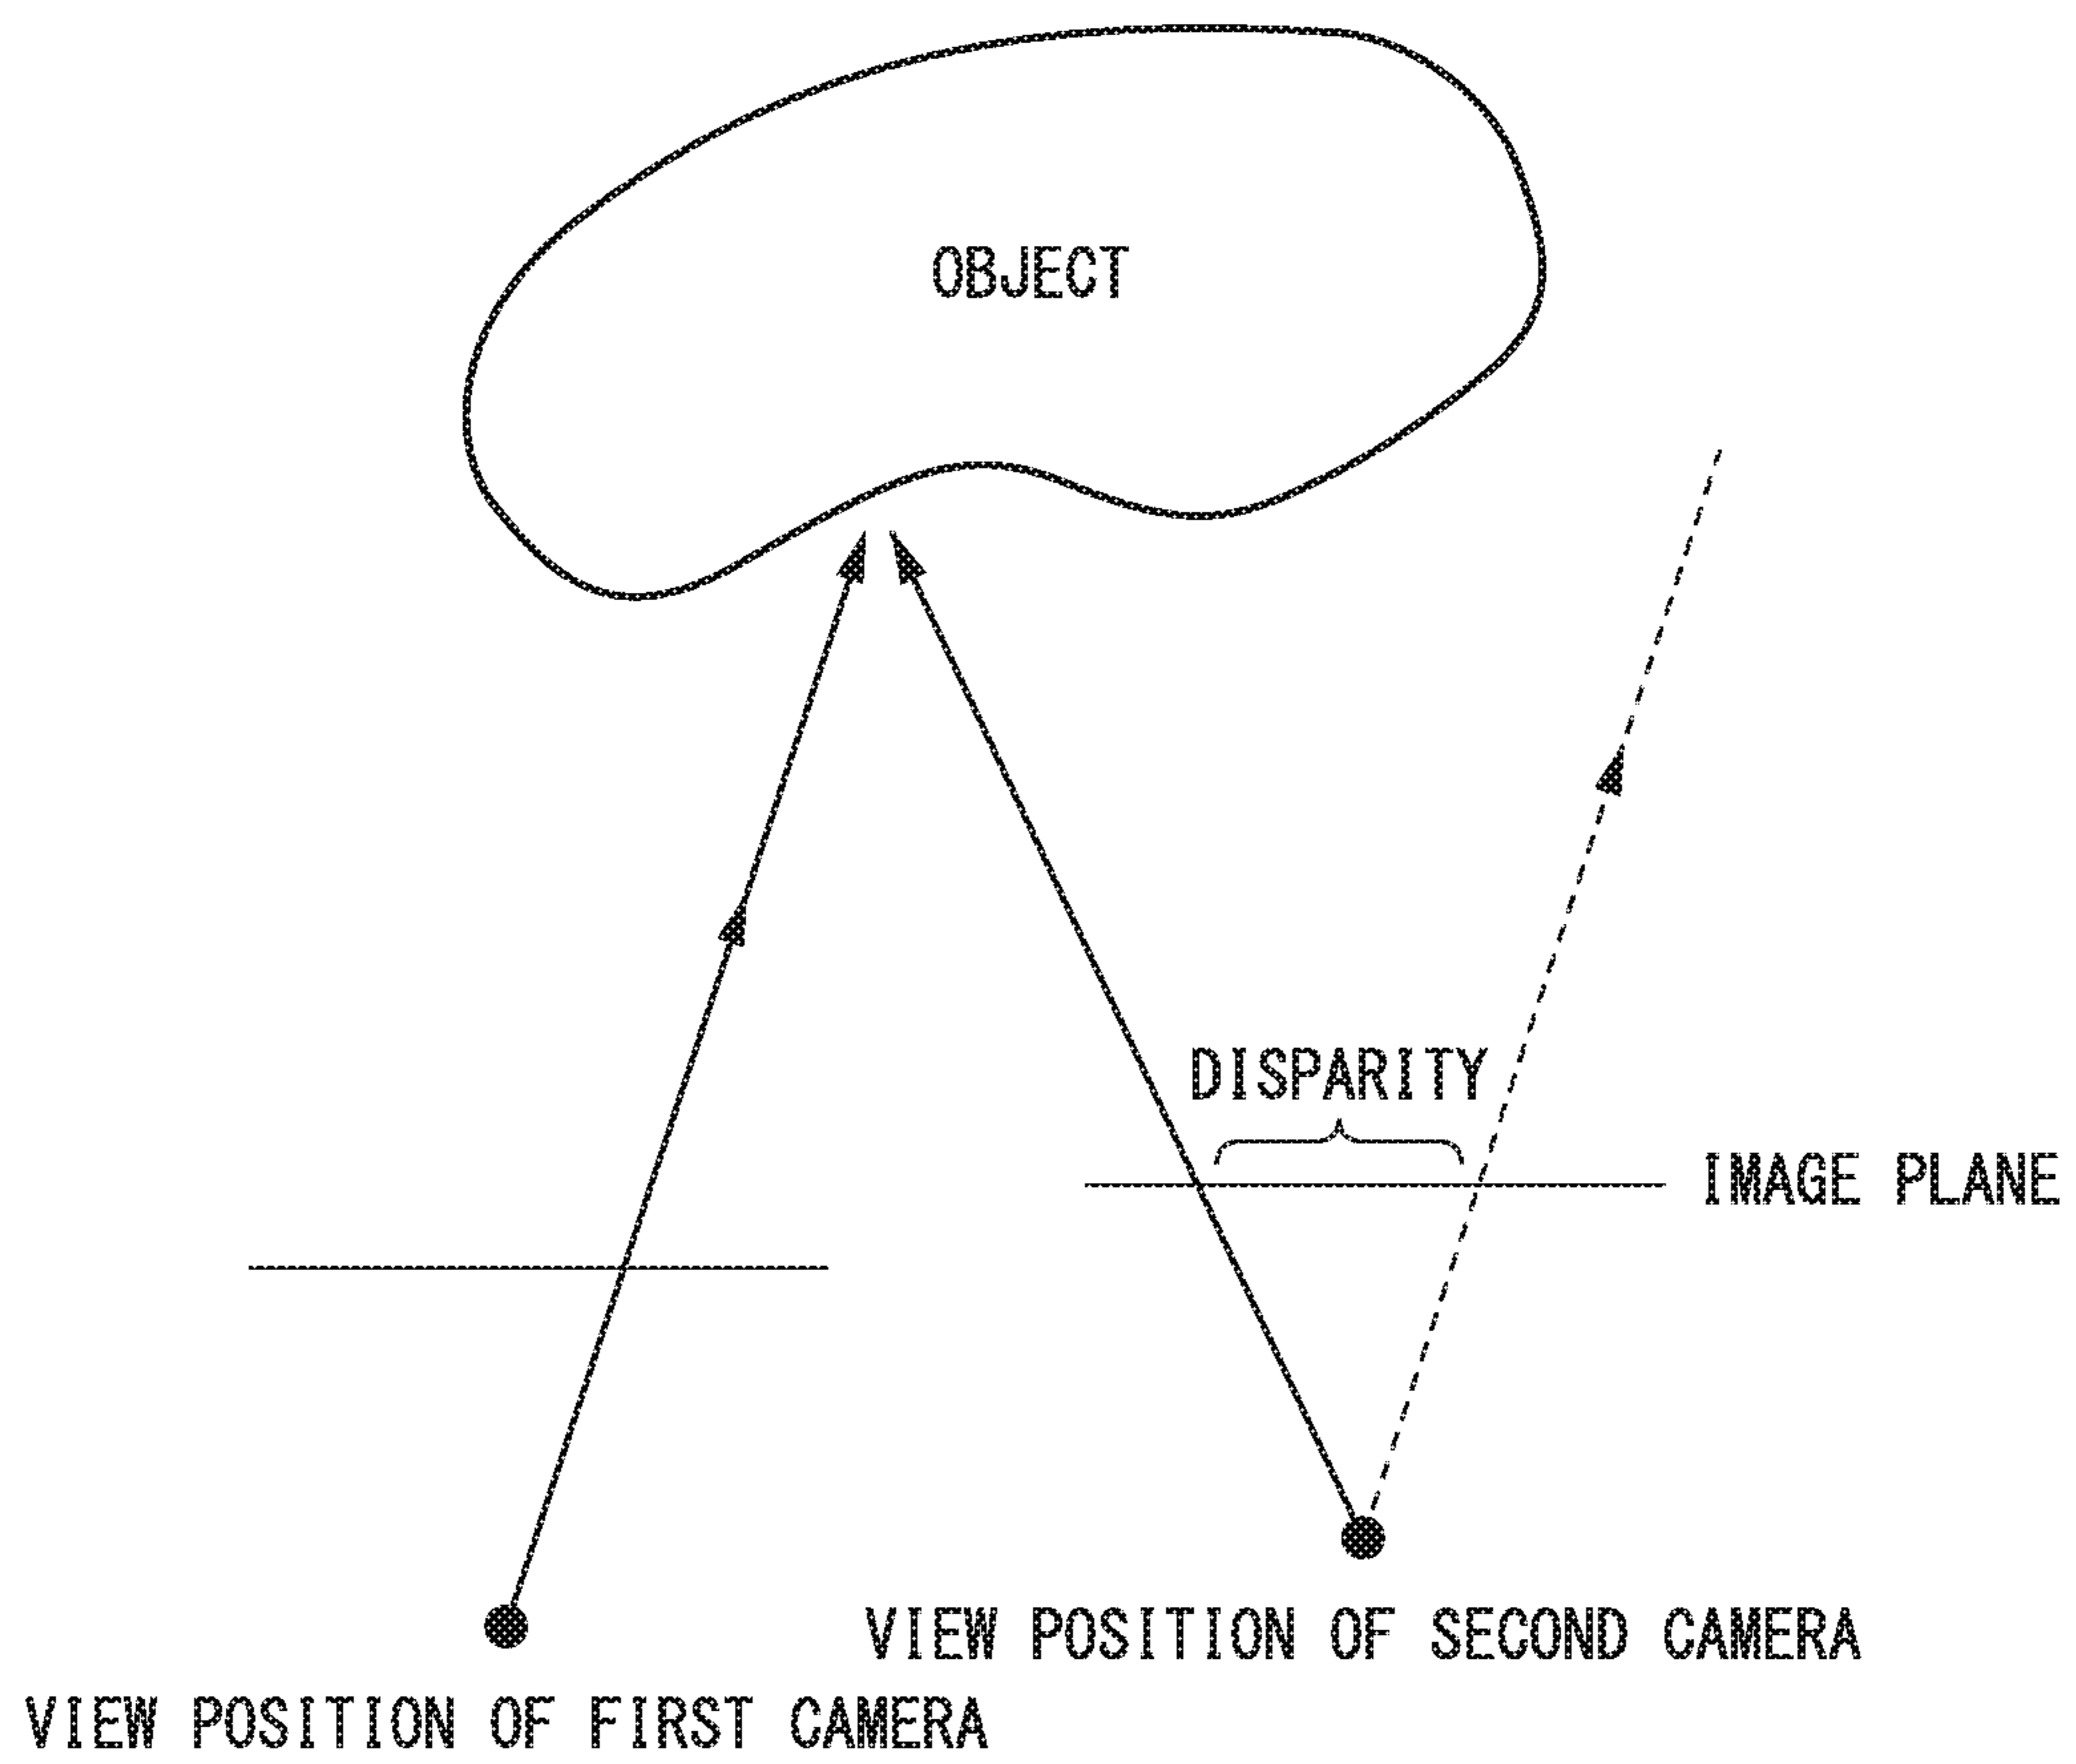 OBJECT
DISPARITY
IMAGE PLANE
VIEW POSITION OF SECOND CAMERA
VIEW POSITION OF FIRST CAMERA